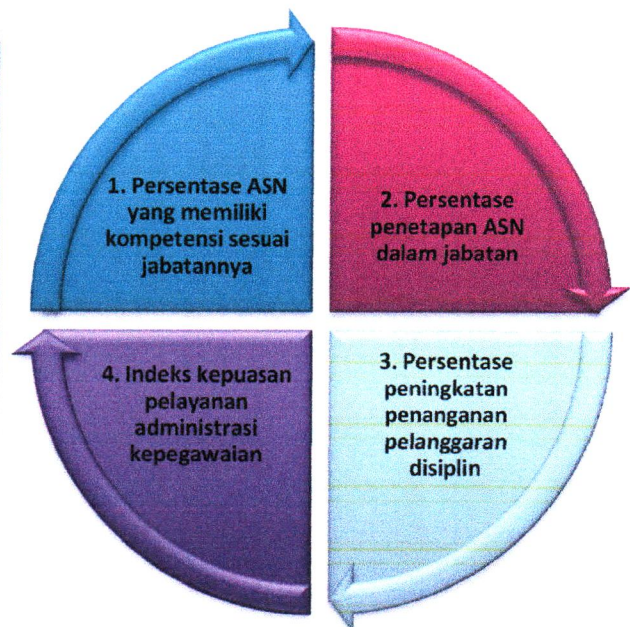 1. Persentase ASN
yang memiliki
kompetensi sesuai
jabatannya
2. Persentase
penetapan ASN
dalam jabatan
3. Persentase
peningkatan
penanganan
pelanggaran
disiplin
4. Indeks kepuasan
pelayanan
administrasi
kepegawaian